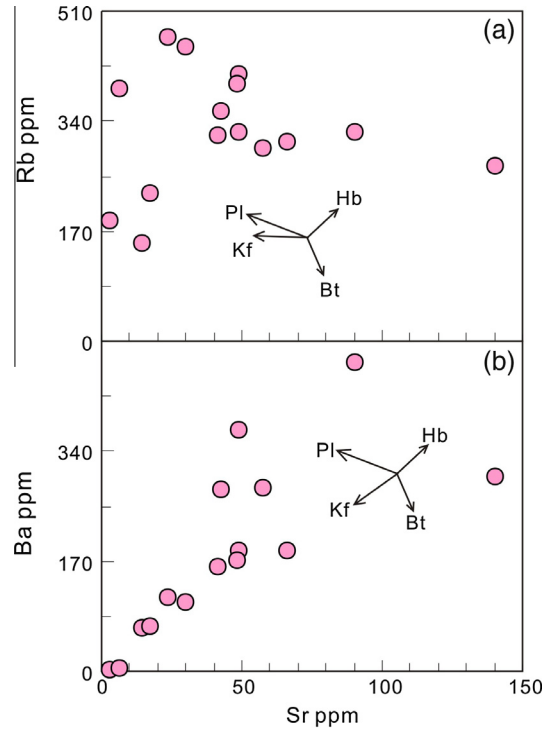 510
(a)
340
Rb ppm
Pl
Hb
170
Kf
Bt
0
(b)
Hb
Pl
340
Kf
Bt
Ba ppm
170
0
0 50 100 150
Sr ppm